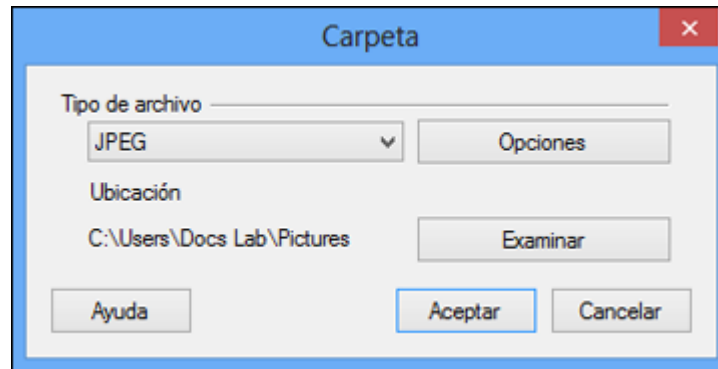 Carpeta
Tipo de archivo
JPEG
Opciones
Ubicación
C:\Users\Docs Lab\Pictures
Examinar
Ayuda
Aceptar
Cancelar